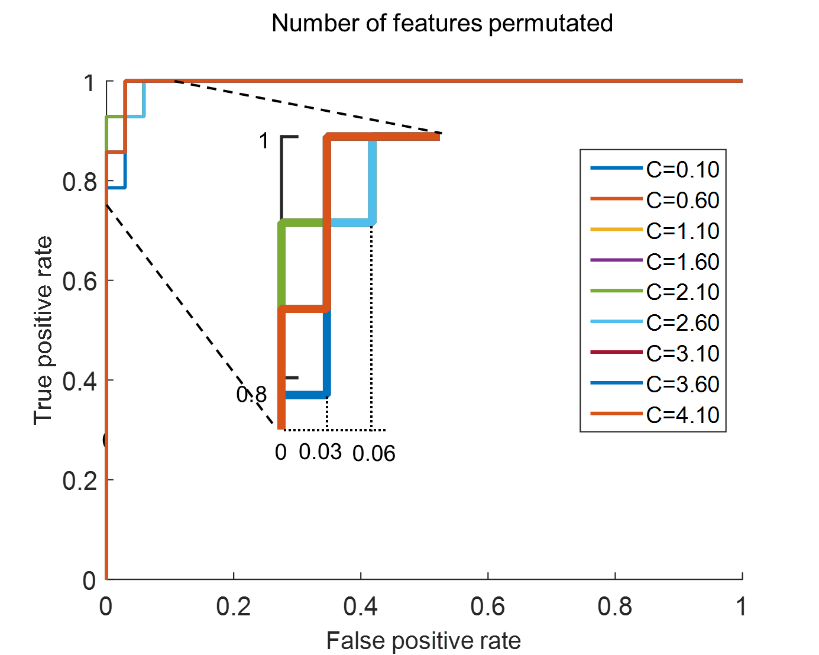 Number of features permutated
1
0.8
0.6
0.4
0.2
0
0
0.2
0.4
0.6
0.8
1
True positive rate
False positive rate
1
0.8
0 0.03 0.06
C=0.10
C=0.60
C=1.10
C=1.60
C=2.10
C=2.60
C=3.10
C=3.60
C=4.10